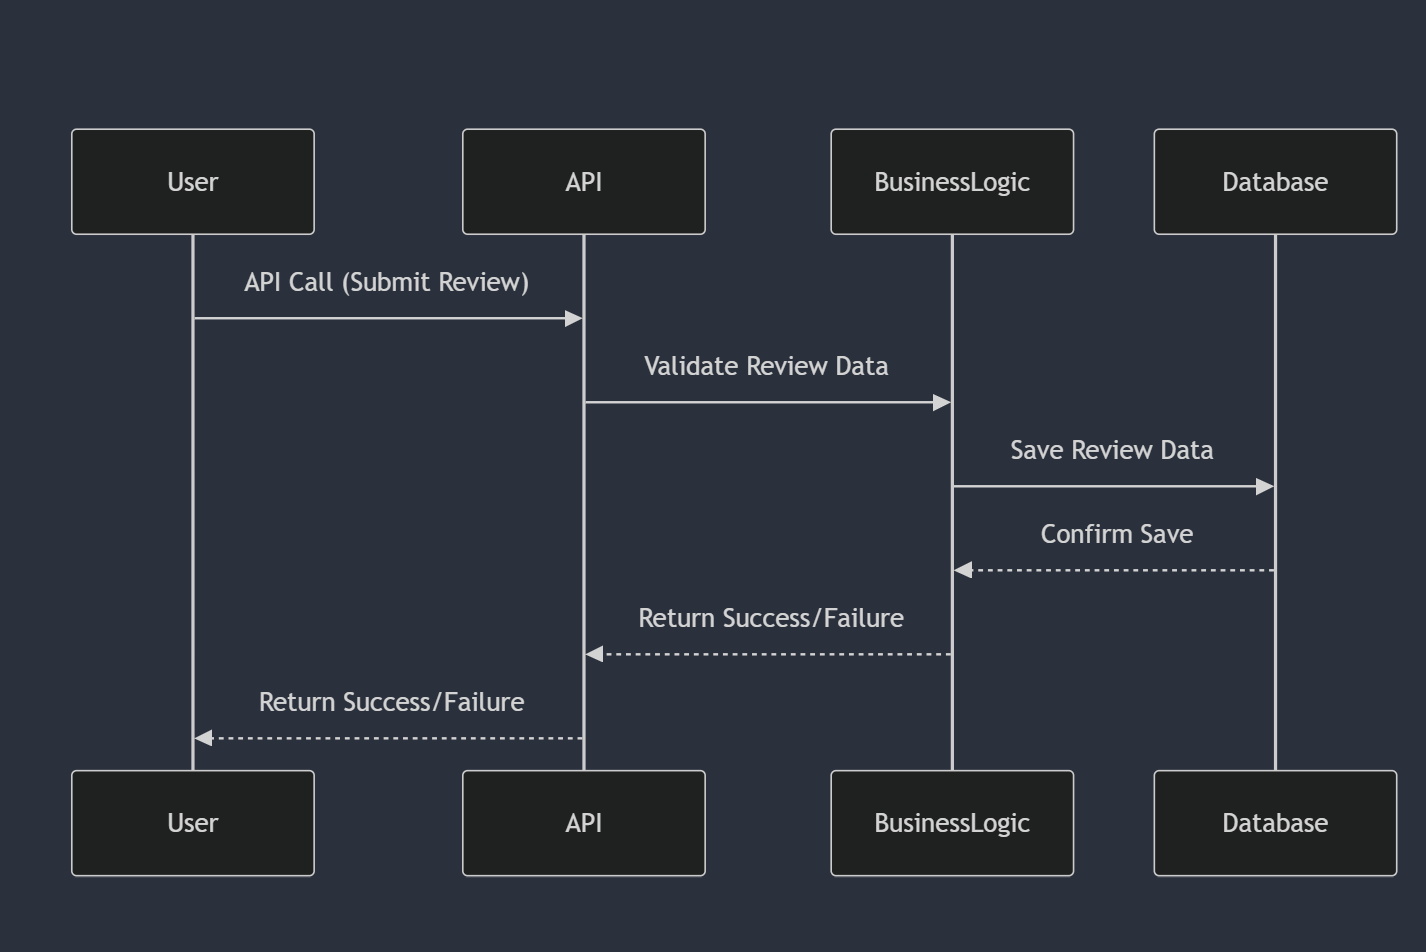 User
API
BusinessLogic
Database
API Call (Submit Review)
Validate Review Data
Save Review Data
Confirm Save
Return Success/Failure
Return Success/Failure
User
API
BusinessLogic
Database